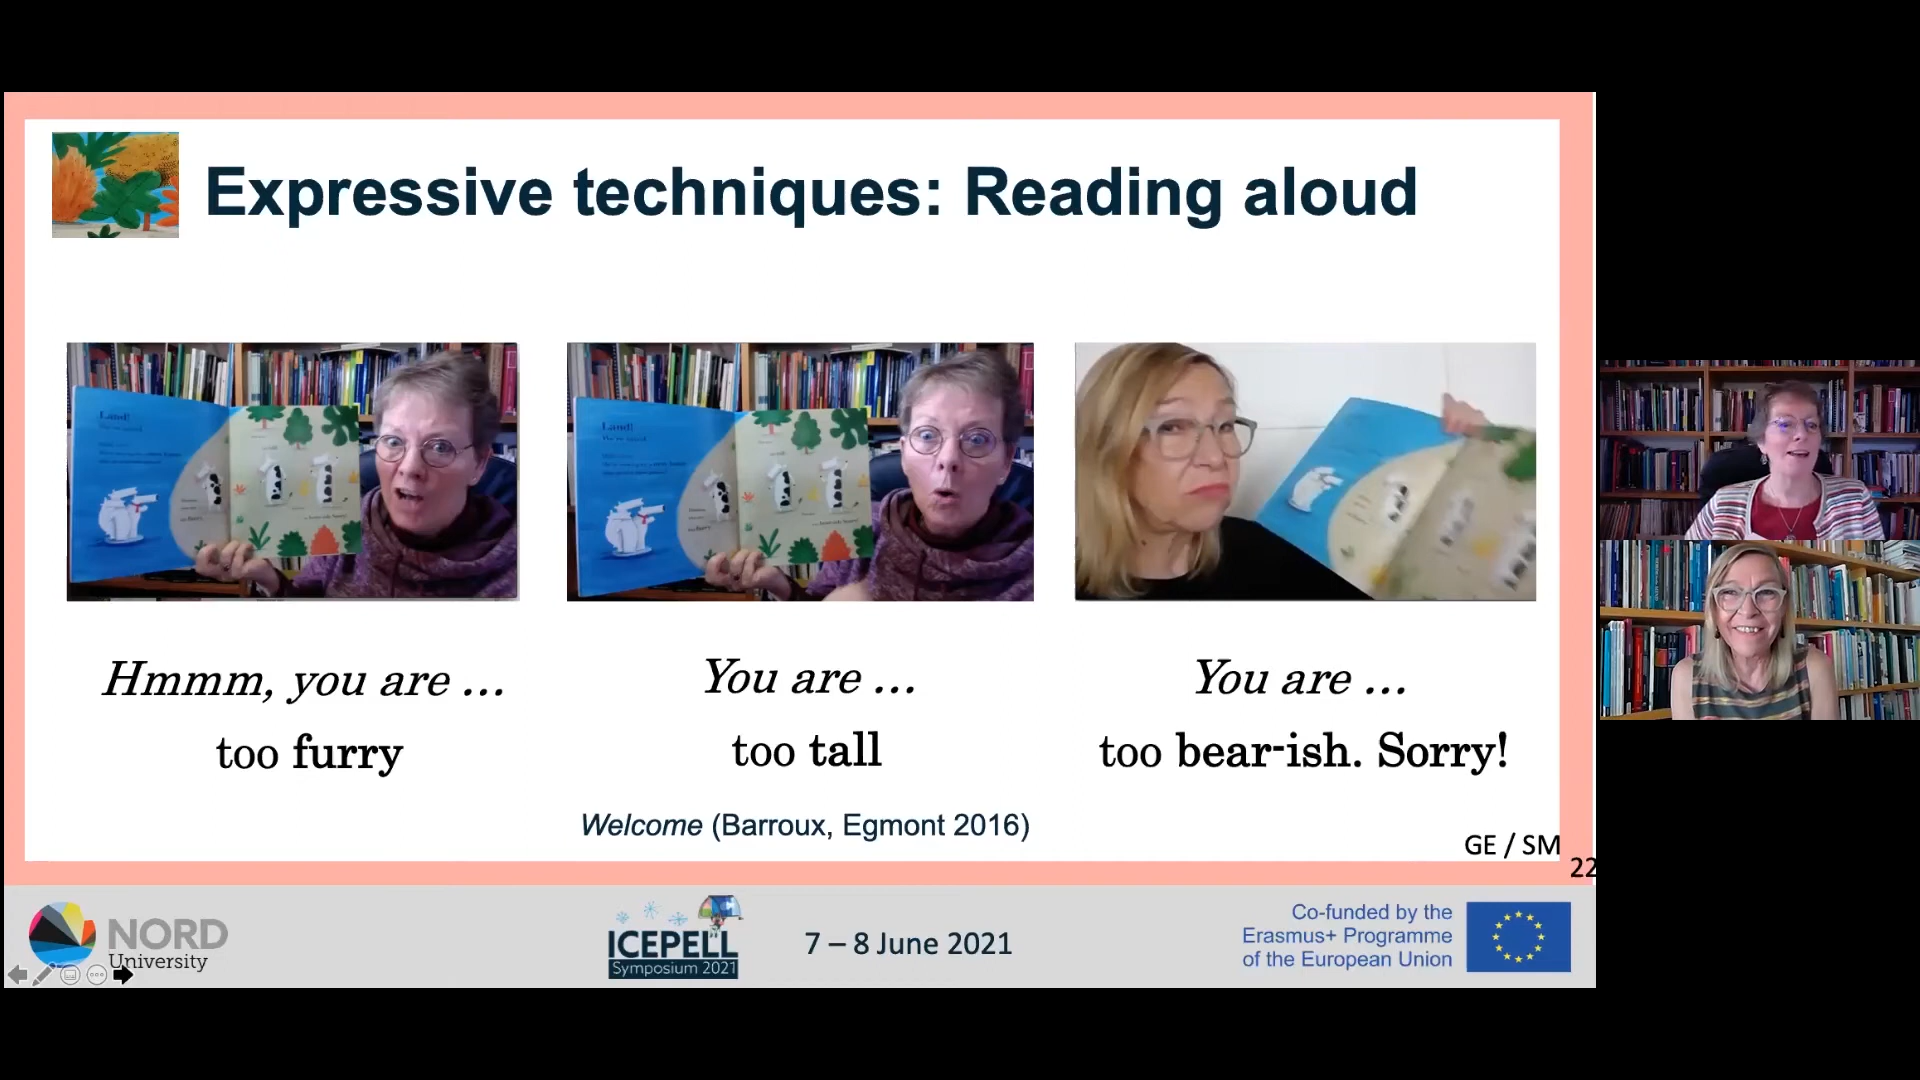 Expressive techniques: Reading aloud
Land!
Land!
Hmmm, you are ...
too furry
You are ...
too tall
You are ...
too bear-ish. Sorry!
Welcome (Barroux, Egmont 2016)
GE / SM
22
NORD
University
ICEPELL
Symposium 2021
7 – 8 June 2021
Co-funded by the
Erasmus+ Programme
of the European Union